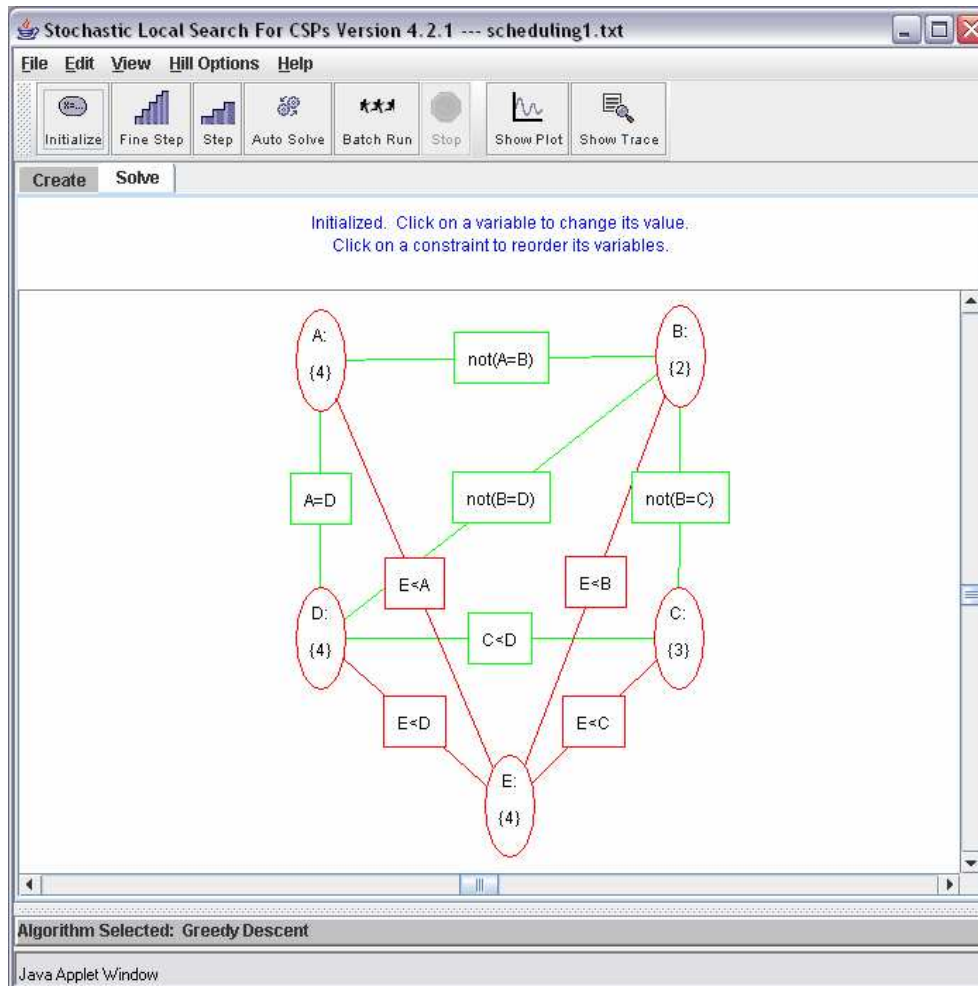 Stochastic Local Search For CSPs Version 4.2.1 --- scheduling1.txt
File Edit View Hill Options Help
X=...
Initialize Fine Step Step Auto Solve Batch Run Stop Show Plot Show Trace
Create Solve
Initialized. Click on a variable to change its value.
Click on a constraint to reorder its variables.
A:
{4}
not(A=B)
B:
{2}
A=D
not(B=D)
not(B=C)
E<A
E<B
D:
{4}
C<D
C:
{3}
E<D
E<C
E:
{4}
Algorithm Selected: Greedy Descent
Java Applet Window